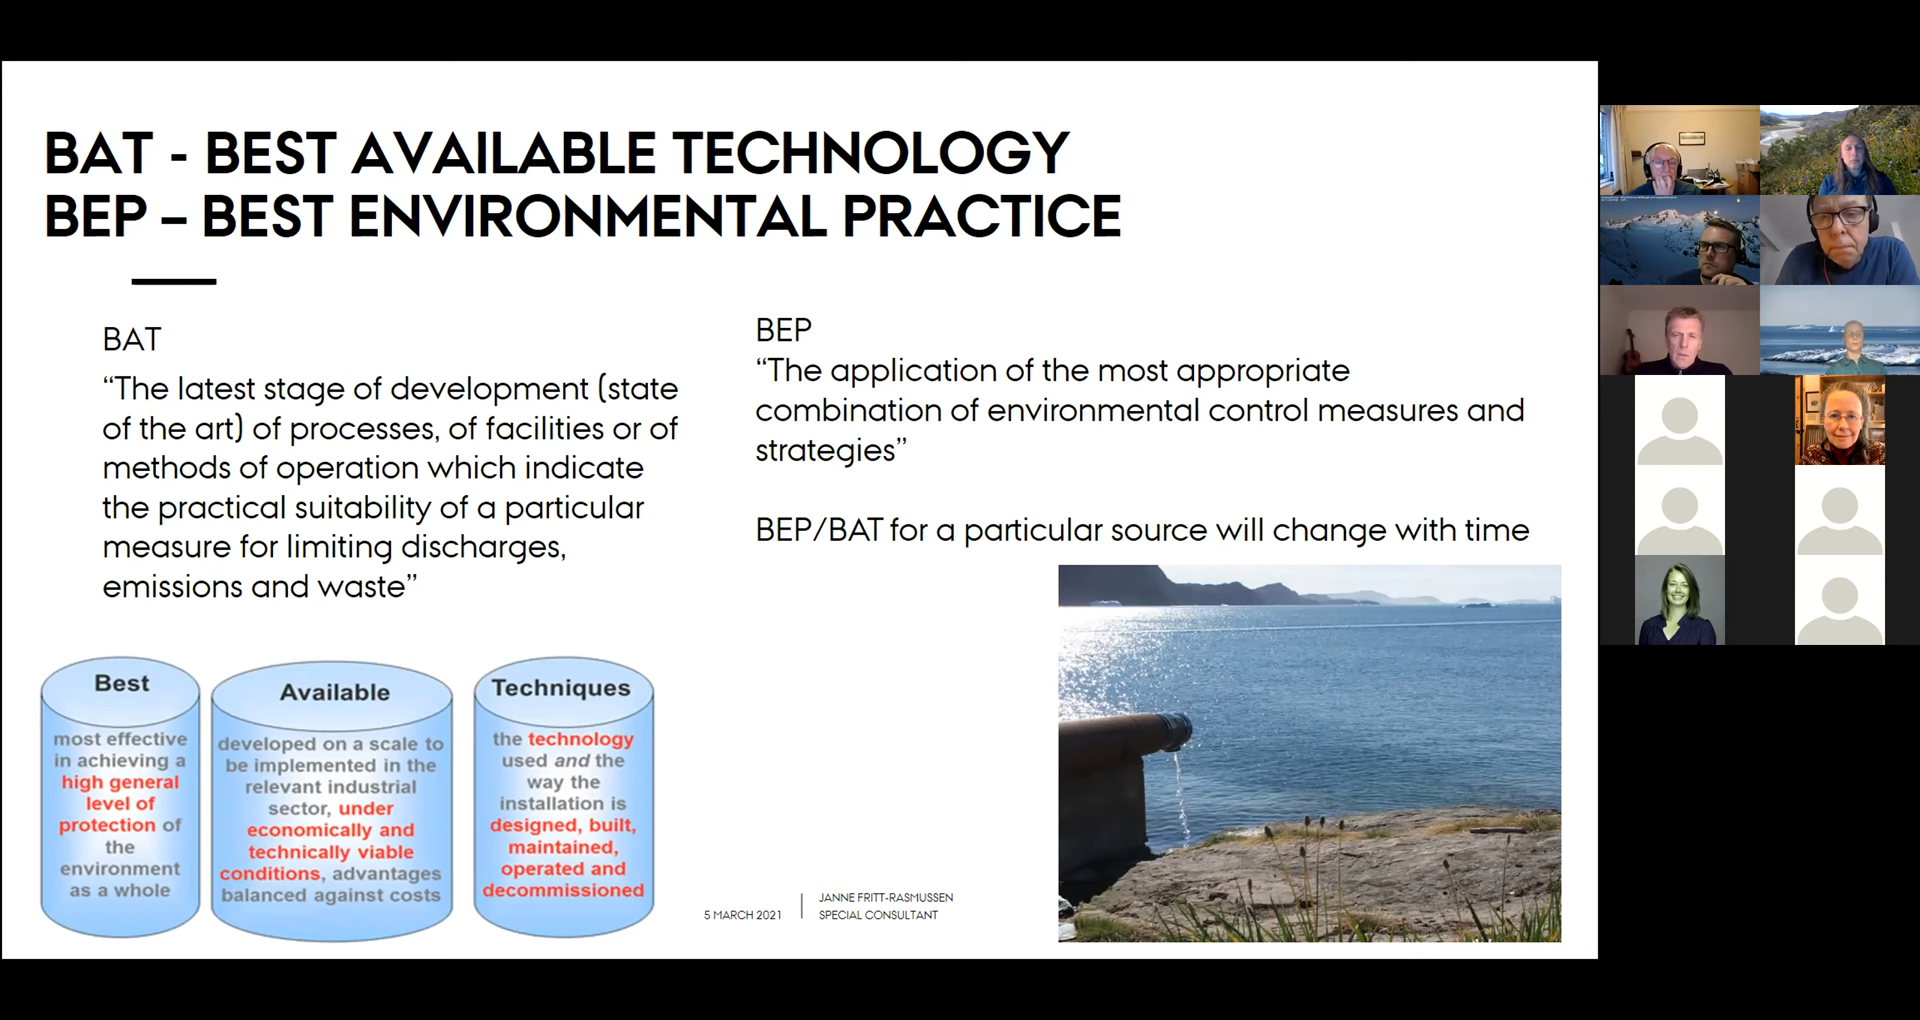 BAT - BEST AVAILABLE TECHNOLOGY
BEP – BEST ENVIRONMENTAL PRACTICE
BAT
“The latest stage of development (state
of the art) of processes, of facilities or of
methods of operation which indicate
the practical suitability of a particular
measure for limiting discharges,
emissions and waste”
BEP
“The application of the most appropriate
combination of environmental control measures and
strategies”
BEP/BAT for a particular source will change with time
Best
most effective
in achieving a
high general
level of
protection of
the
environment
as a whole
Available
developed on a scale to
be implemented in the
relevant industrial
sector, under
economically and
technically viable
conditions, advantages
balanced against costs
Techniques
the technology
used and the
way the
installation is
designed, built,
maintained,
operated and
decommissioned
5 MARCH 2021
JANNE FRITT-RASMUSSEN
SPECIAL CONSULTANT